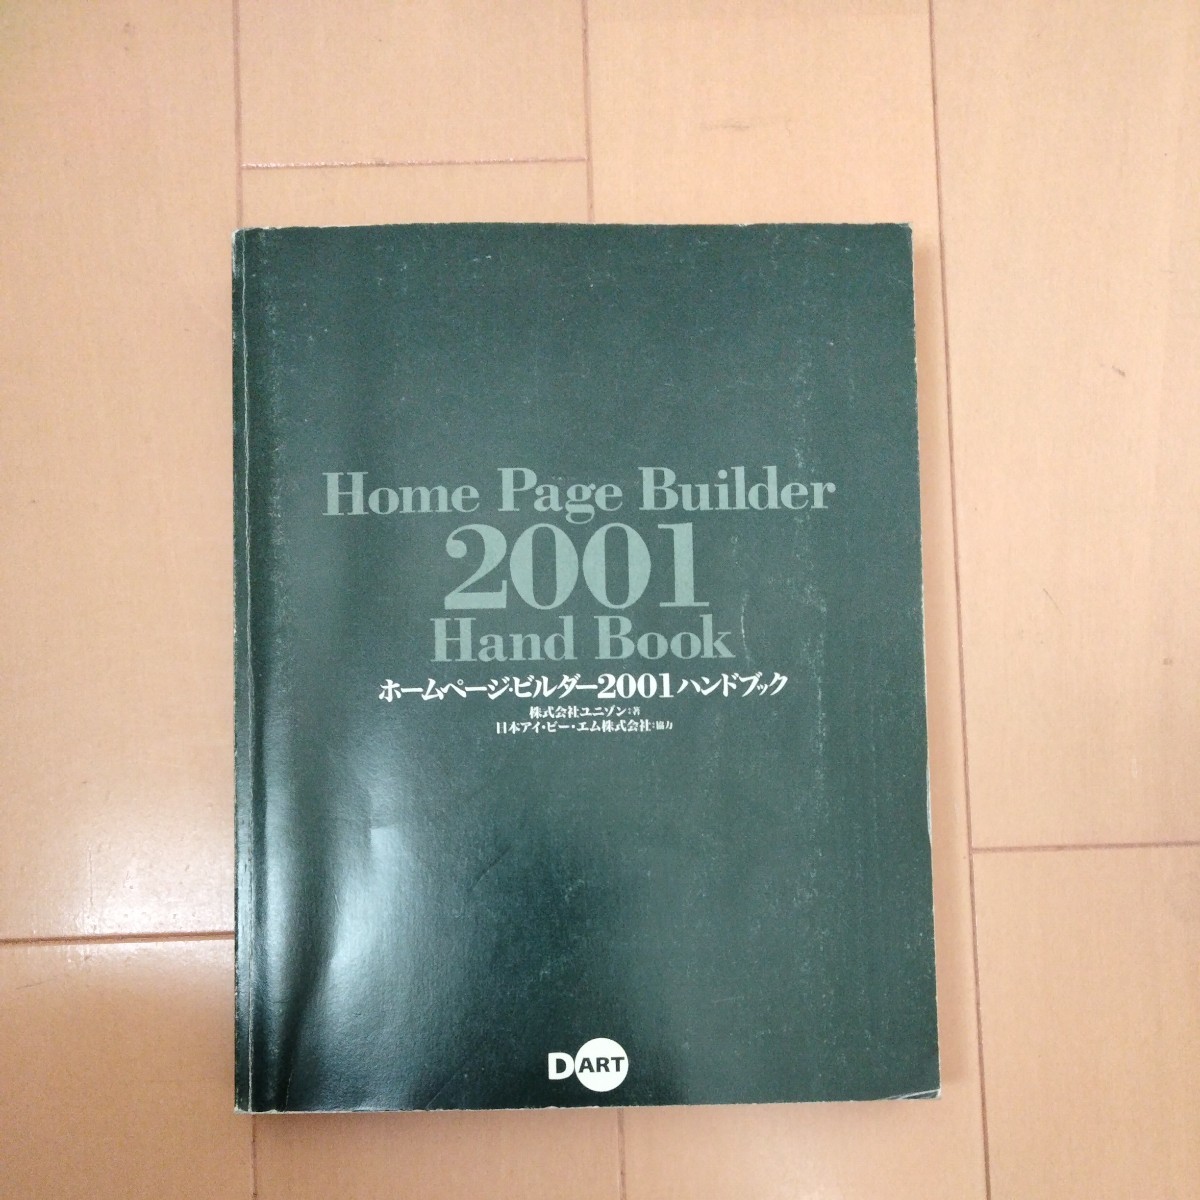 Home Page Builder
2001
Hand Book
ホームページ・ビルダー2001ハンドブック
株式会社ユニゾン：著
日本アイ・ビー・エム株式会社：協力
DART